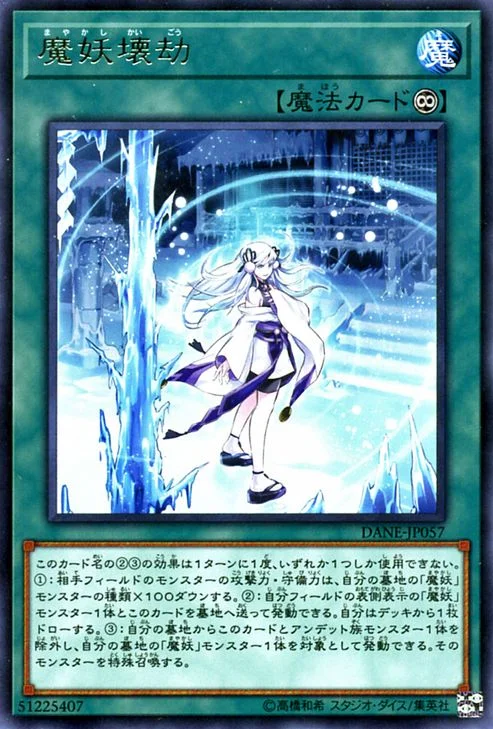 魔妖壊劫
まやかしかいごう
魔
まほう
【魔法カード∞】
DANE-JP057
このカード名の②③の効果は１ターンに１度、いずれか１つしか使用できない。
①：相手フィールドのモンスターの攻撃力・守備力は、自分の墓地の「魔妖」
モンスターの種類×１００ダウンする。②：自分フィールドの表側表示の「魔妖」
モンスター１体とこのカードを墓地へ送って発動できる。自分はデッキから１枚
ドローする。③：自分の墓地からこのカードとアンデット族モンスター１体を
除外し、自分の墓地の「魔妖」モンスター１体を対象として発動できる。その
モンスターを特殊召喚する。
51225407
©高橋和希 スタジオ・ダイス/集英社